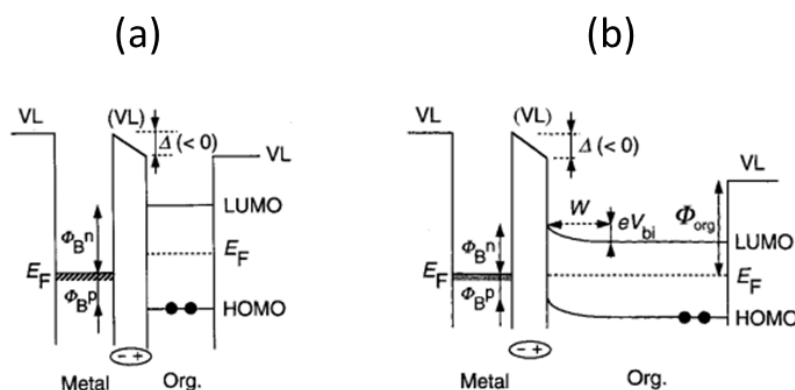 (a)
VL
(VL)
Δ (< 0)
VL
LUMO
Φ_B^n
E_F
E_F
Φ_B^p
HOMO
- +
Metal
Org.
(b)
VL
(VL)
Δ (< 0)
VL
W
eV_bi
Φ_org
LUMO
Φ_B^n
E_F
E_F
Φ_B^p
HOMO
- +
Metal
Org.